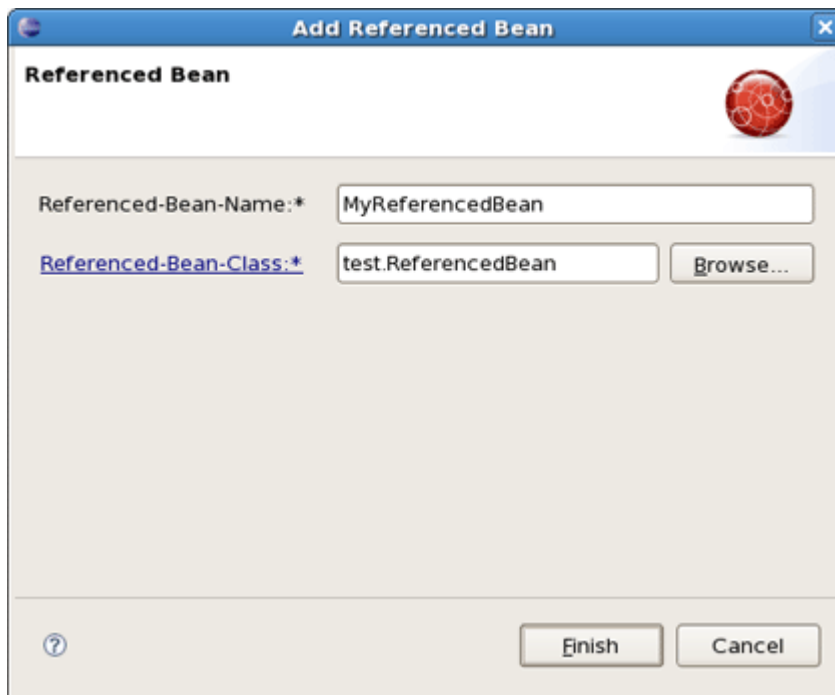 Add Referenced Bean
Referenced Bean
Referenced-Bean-Name:* MyReferencedBean
Referenced-Bean-Class:* test.ReferencedBean Browse...
? Finish Cancel